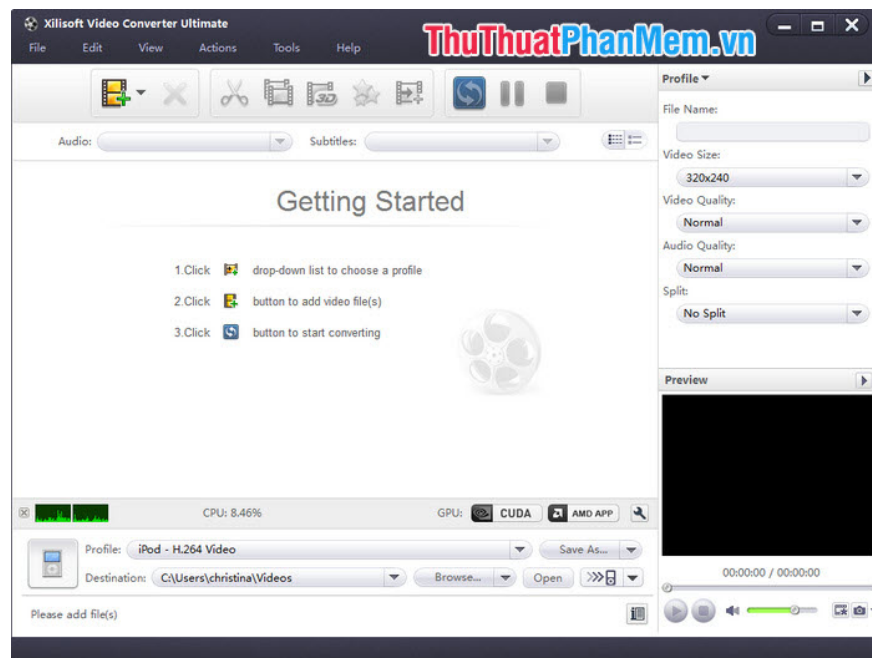 Xilisoft Video Converter Ultimate
ThuThuatPhanMem.vn
File Edit View Actions Tools Help
3D
Audio: Subtitles:
Getting Started
1.Click drop-down list to choose a profile
2.Click button to add video file(s)
3.Click button to start converting
CPU: 8.46% GPU: CUDA AMD APP
Profile: iPod - H.264 Video Save As...
Destination: C:\Users\christina\Videos Browse... Open
Please add file(s)
Profile
File Name:
Video Size:
320x240
Video Quality:
Normal
Audio Quality:
Normal
Split:
No Split
Preview
00:00:00 / 00:00:00